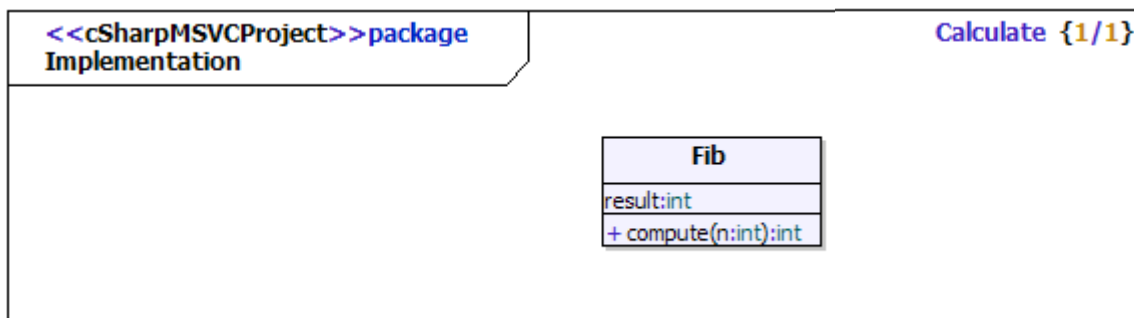 <<cSharpMSVCProject>>package
Implementation
Calculate {1/1}
Fib
result:int
+ compute(n:int):int